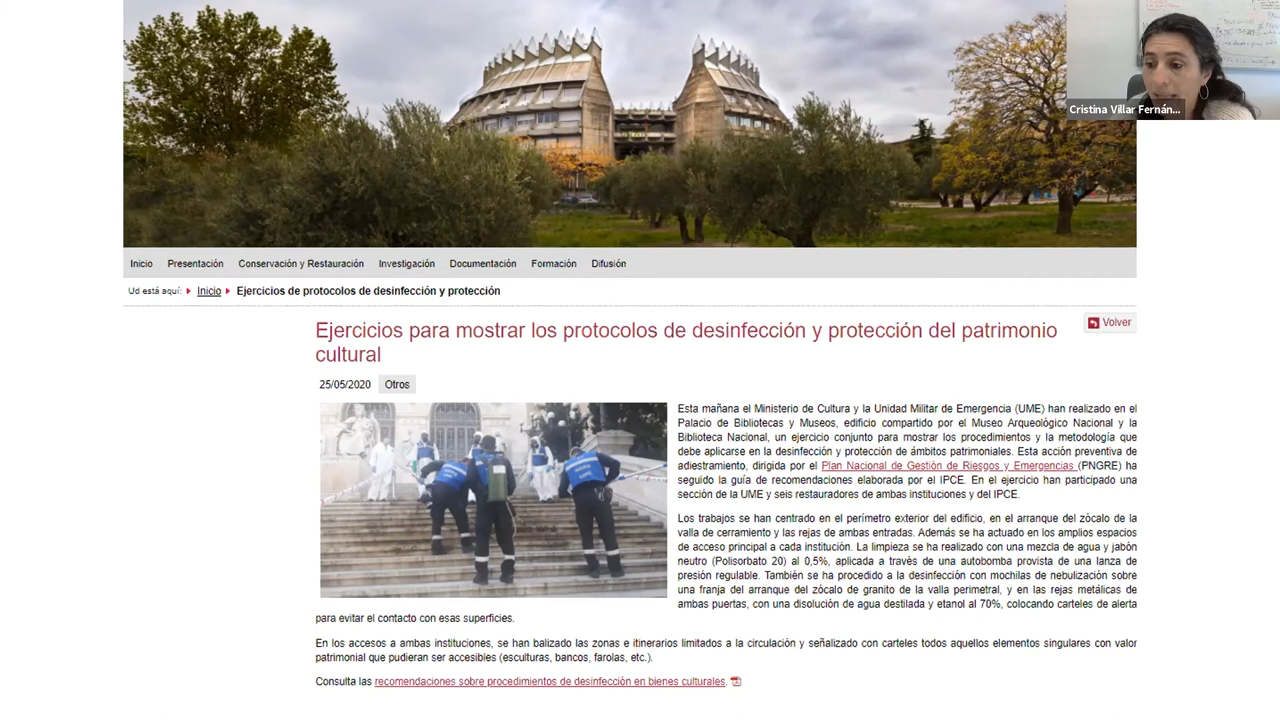 Cristina Villar Fernán...
Inicio Presentación Conservación y Restauración Investigación Documentación Formación Difusión
Ud está aquí: Inicio Ejercicios de protocolos de desinfección y protección
Volver
Ejercicios para mostrar los protocolos de desinfección y protección del patrimonio
cultural
25/05/2020 Otros
Esta mañana el Ministerio de Cultura y la Unidad Militar de Emergencia (UME) han realizado en el
Palacio de Bibliotecas y Museos, edificio compartido por el Museo Arqueológico Nacional y la
Biblioteca Nacional, un ejercicio conjunto para mostrar los procedimientos y la metodología que
debe aplicarse en la desinfección y protección de ámbitos patrimoniales. Esta acción preventiva de
adiestramiento, dirigida por el Plan Nacional de Gestión de Riesgos y Emergencias (PNGRE) ha
seguido la guía de recomendaciones elaborada por el IPCE. En el ejercicio han participado una
sección de la UME y seis restauradores de ambas instituciones y del IPCE.
Los trabajos se han centrado en el perímetro exterior del edificio, en el arranque del zócalo de la
valla de cerramiento y las rejas de ambas entradas. Además se ha actuado en los amplios espacios
de acceso principal a cada institución. La limpieza se ha realizado con una mezcla de agua y jabón
neutro (Polisorbato 20) al 0,5%, aplicada a través de una autobomba provista de una lanza de
presión regulable. También se ha procedido a la desinfección con mochilas de nebulización sobre
una franja del arranque del zócalo de granito de la valla perimetral, y en las rejas metálicas de
ambas puertas, con una disolución de agua destilada y etanol al 70%, colocando carteles de alerta
para evitar el contacto con esas superficies.
En los accesos a ambas instituciones, se han balizado las zonas e itinerarios limitados a la circulación y señalizado con carteles todos aquellos elementos singulares con valor
patrimonial que pudieran ser accesibles (esculturas, bancos, farolas, etc.).
Consulta las recomendaciones sobre procedimientos de desinfección en bienes culturales.